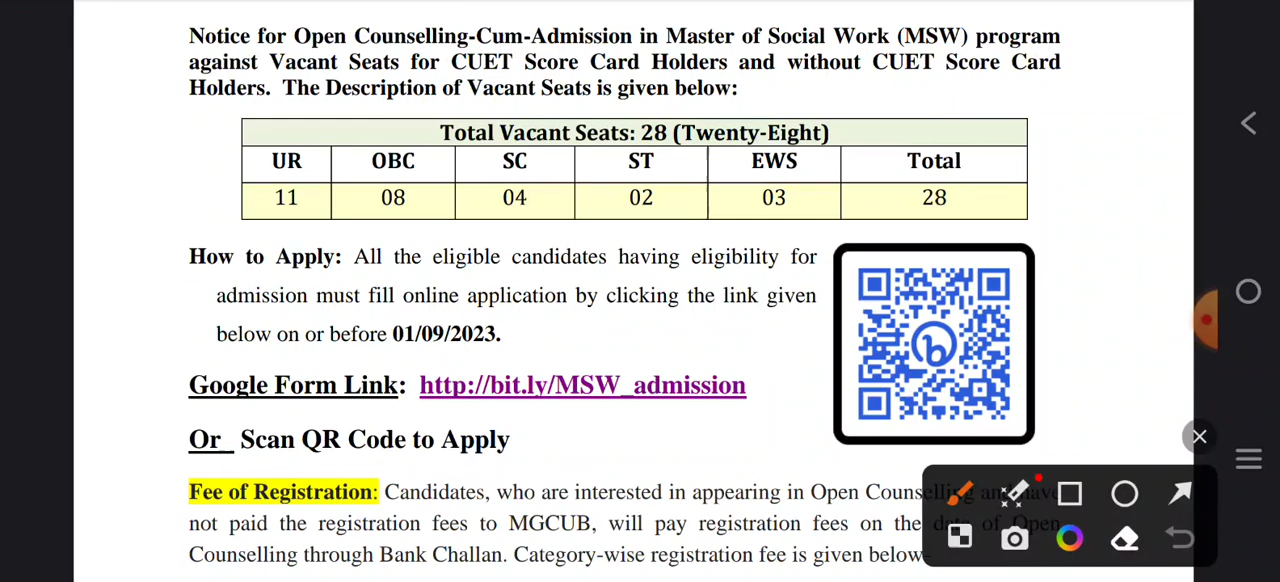 Notice for Open Counselling-Cum-Admission in Master of Social Work (MSW) program
against Vacant Seats for CUET Score Card Holders and without CUET Score Card
Holders. The Description of Vacant Seats is given below:
Total Vacant Seats: 28 (Twenty-Eight)
UR OBC SC ST EWS Total
11 08 04 02 03 28
How to Apply: All the eligible candidates having eligibility for
admission must fill online application by clicking the link given
below on or before 01/09/2023.
Google Form Link: http://bit.ly/MSW_admission
Or Scan QR Code to Apply
Fee of Registration: Candidates, who are interested in appearing in Open Counselling and have
not paid the registration fees to MGCUB, will pay registration fees on the date of Open
Counselling through Bank Challan. Category-wise registration fee is given below-